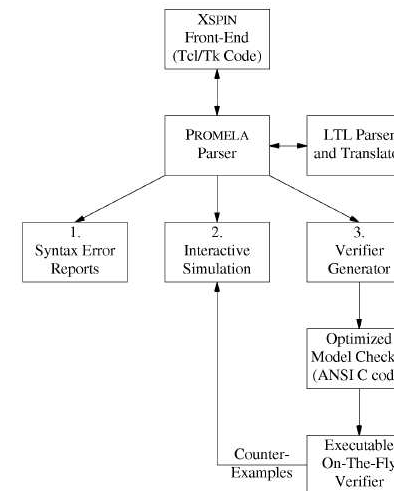 XSPIN
Front-End
(Tcl/Tk Code)
PROMELA
Parser
LTL Parser
and Translato
1.
Syntax Error
Reports
2.
Interactive
Simulation
3.
Verifier
Generator
Optimized
Model Check
(ANSI C cod
Counter-
Examples
Executable
On-The-Fly
Verifier